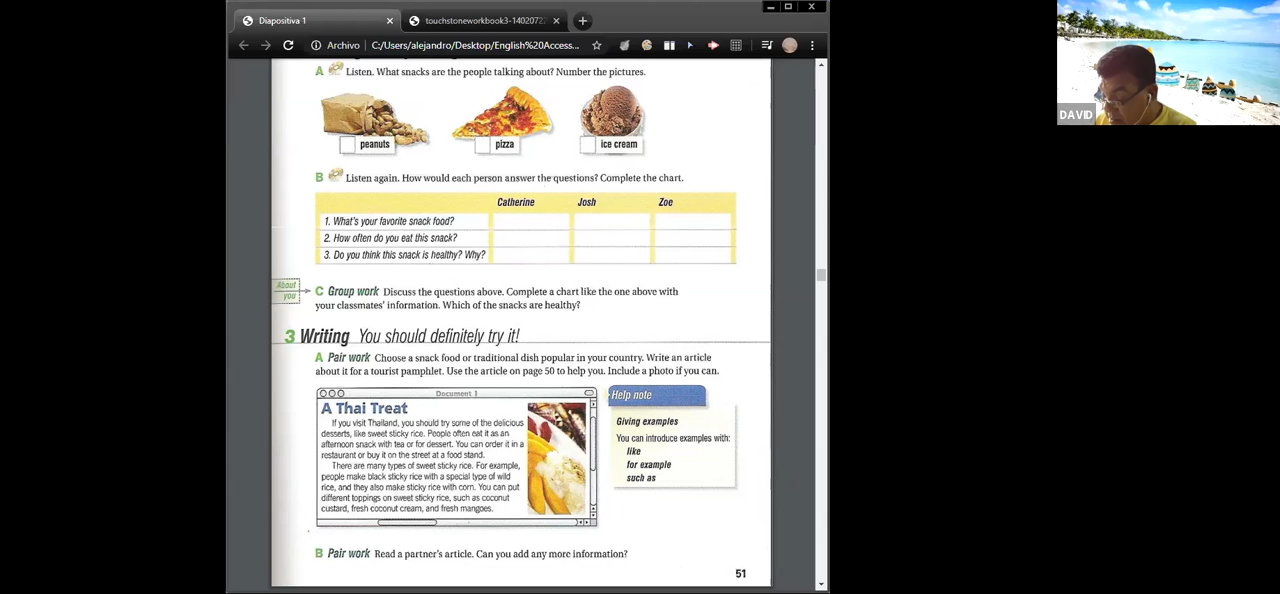 Diapositiva 1
touchstoneworkbook3-1402072
Archivo C:/Users/alejandro/Desktop/English%20Access...
A Listen. What snacks are the people talking about? Number the pictures.
peanuts
pizza
ice cream
B Listen again. How would each person answer the questions? Complete the chart.
Catherine Josh Zoe
1. What's your favorite snack food?
2. How often do you eat this snack?
3. Do you think this snack is healthy? Why?
About
you
C Group work Discuss the questions above. Complete a chart like the one above with
your classmates' information. Which of the snacks are healthy?
3 Writing You should definitely try it!
A Pair work Choose a snack food or traditional dish popular in your country. Write an article
about it for a tourist pamphlet. Use the article on page 50 to help you. Include a photo if you can.
Document 1
A Thai Treat
If you visit Thailand, you should try some of the delicious
desserts, like sweet sticky rice. People often eat it as an
afternoon snack with tea or for dessert. You can order it in a
restaurant or buy it on the street at a food stand.
There are many types of sweet sticky rice. For example,
people make black sticky rice with a special type of wild
rice, and they also make sticky rice with corn. You can put
different toppings on sweet sticky rice, such as coconut
custard, fresh coconut cream, and fresh mangoes.
Help note
Giving examples
You can introduce examples with:
like
for example
such as
B Pair work Read a partner's article. Can you add any more information?
51
DAVID